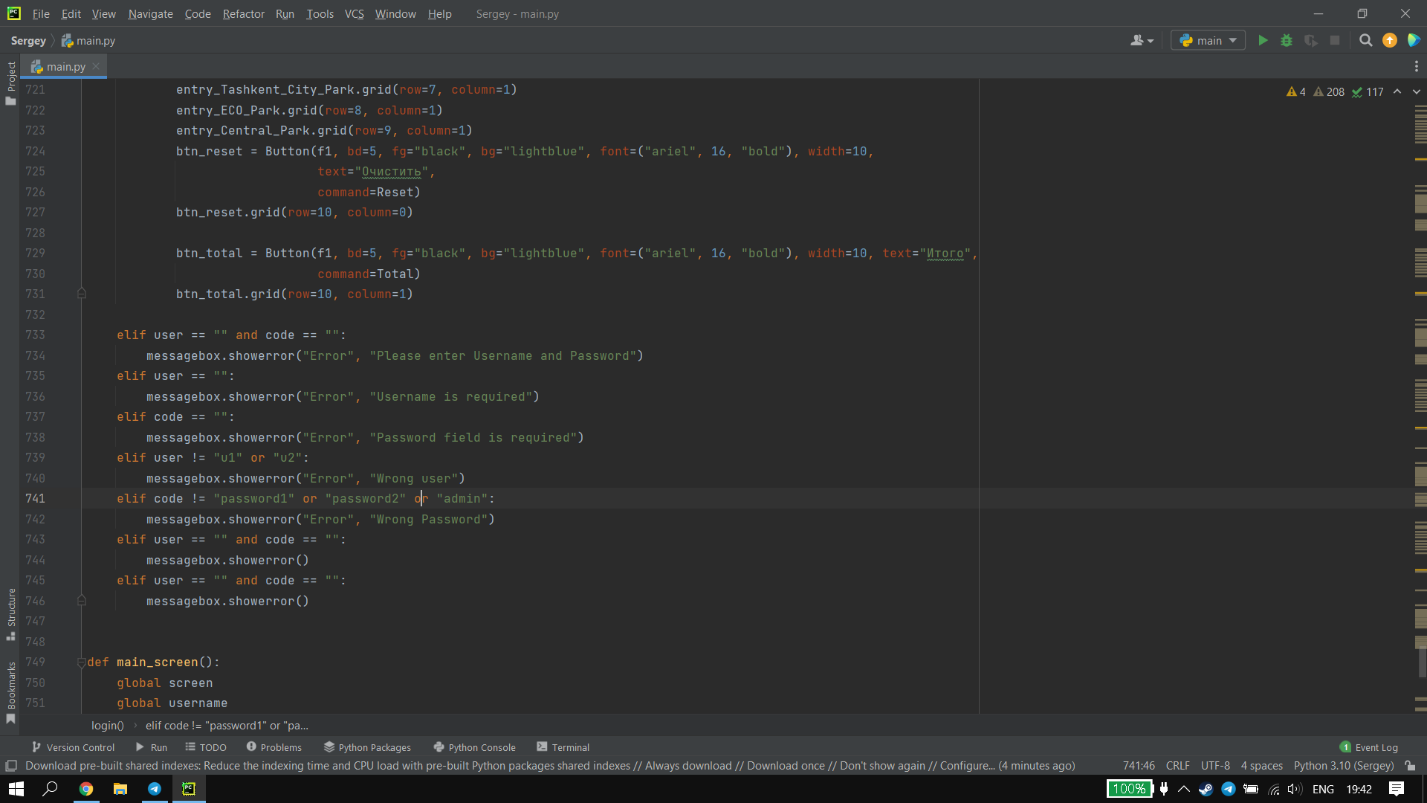 File Edit View Navigate Code Refactor Run Tools VCS Window Help Sergey - main.py
Sergey main.py main
Project main.py
721 entry_Tashkent_City_Park.grid(row=7, column=1) 4 208 117
722 entry_ECO_Park.grid(row=8, column=1)
723 entry_Central_Park.grid(row=9, column=1)
724 btn_reset = Button(f1, bd=5, fg="black", bg="lightblue", font=("ariel", 16, "bold"), width=10,
725 text="Очистить",
726 command=Reset)
727 btn_reset.grid(row=10, column=0)
728
729 btn_total = Button(f1, bd=5, fg="black", bg="lightblue", font=("ariel", 16, "bold"), width=10, text="Итого",
730 command=Total)
731 btn_total.grid(row=10, column=1)
732
733 elif user == "" and code == "":
734 messagebox.showerror("Error", "Please enter Username and Password")
735 elif user == "":
736 messagebox.showerror("Error", "Username is required")
737 elif code == "":
738 messagebox.showerror("Error", "Password field is required")
739 elif user != "u1" or "u2":
740 messagebox.showerror("Error", "Wrong user")
741 elif code != "password1" or "password2" or "admin":
742 messagebox.showerror("Error", "Wrong Password")
743 elif user == "" and code == "":
744 messagebox.showerror()
745 elif user == "" and code == "":
746 messagebox.showerror()
747
748
749 def main_screen():
750 global screen
751 global username
Structure
Bookmarks
login() elif code != "password1" or "pa...
Version Control Run TODO Problems Python Packages Python Console Terminal 1 Event Log
Download pre-built shared indexes: Reduce the indexing time and CPU load with pre-built Python packages shared indexes // Always download // Download once // Don't show again // Configure... (4 minutes ago) 741:46 CRLF UTF-8 4 spaces Python 3.10 (Sergey)
100% ENG 19:42